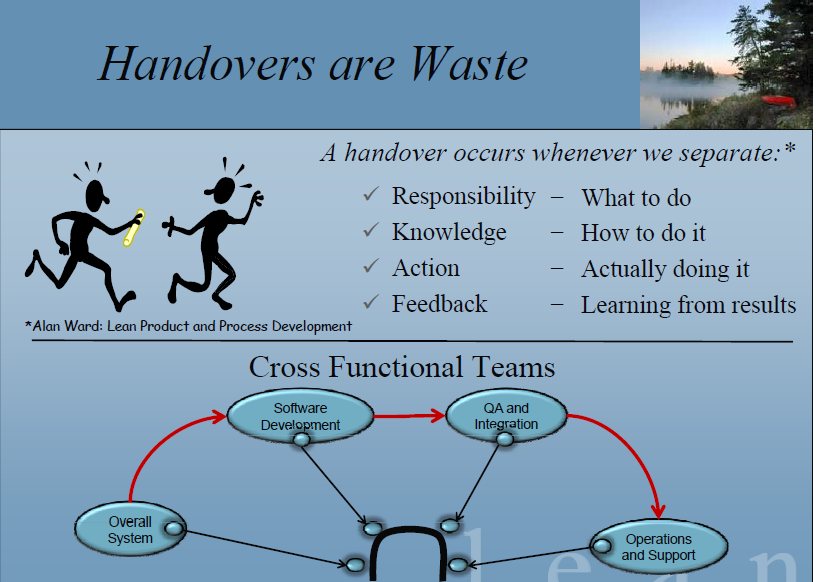 Handovers are Waste
A handover occurs whenever we separate:*
✓ Responsibility – What to do
✓ Knowledge – How to do it
✓ Action – Actually doing it
✓ Feedback – Learning from results
*Alan Ward: Lean Product and Process Development
Cross Functional Teams
Software
Development
QA and
Integration
Overall
System
Operations
and Support
l e a n